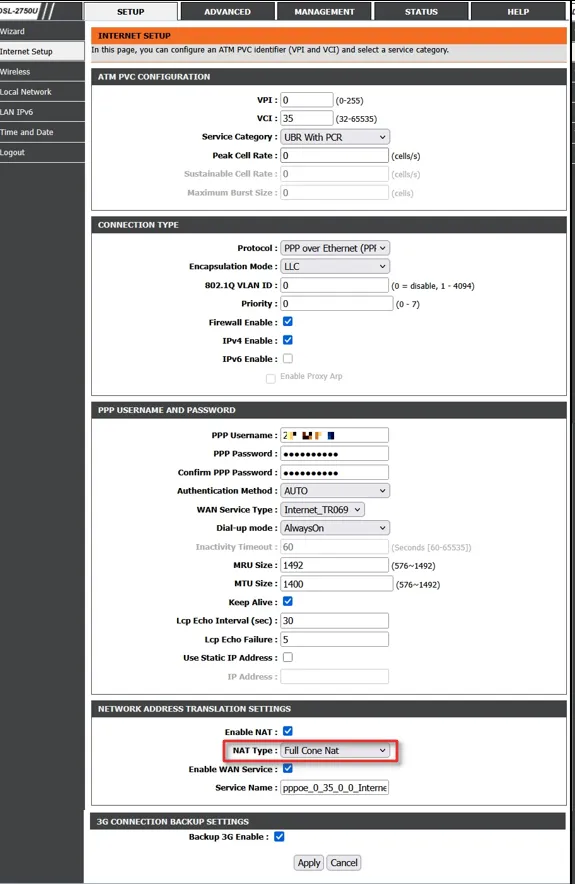 DSL-2750U
SETUP ADVANCED MANAGEMENT STATUS HELP
Wizard
Internet Setup
Wireless
Local Network
LAN IPv6
Time and Date
Logout
INTERNET SETUP
In this page, you can configure an ATM PVC identifier (VPI and VCI) and select a service category.
ATM PVC CONFIGURATION
VPI : 0 (0-255)
VCI : 35 (32-65535)
Service Category : UBR With PCR
Peak Cell Rate : 0 (cells/s)
Sustainable Cell Rate : 0 (cells/s)
Maximum Burst Size : 0 (cells)
CONNECTION TYPE
Protocol : PPP over Ethernet (PPI
Encapsulation Mode : LLC
802.1Q VLAN ID : 0 (0 = disable, 1 - 4094)
Priority : 0 (0 - 7)
Firewall Enable :
IPv4 Enable :
IPv6 Enable :
Enable Proxy Arp
PPP USERNAME AND PASSWORD
PPP Username : 2
PPP Password : ●●●●●●●●●●
Confirm PPP Password : ●●●●●●●●●●
Authentication Method : AUTO
WAN Service Type : Internet_TR069
Dial-up mode : AlwaysOn
Inactivity Timeout : 60 (Seconds [60-65535])
MRU Size : 1492 (576~1492)
MTU Size : 1400 (576~1492)
Keep Alive :
Lcp Echo Interval (sec) : 30
Lcp Echo Failure : 5
Use Static IP Address :
IP Address :
NETWORK ADDRESS TRANSLATION SETTINGS
Enable NAT :
NAT Type : Full Cone Nat
Enable WAN Service :
Service Name : pppoe_0_35_0_0_Interne
3G CONNECTION BACKUP SETTINGS
Backup 3G Enable :
Apply Cancel